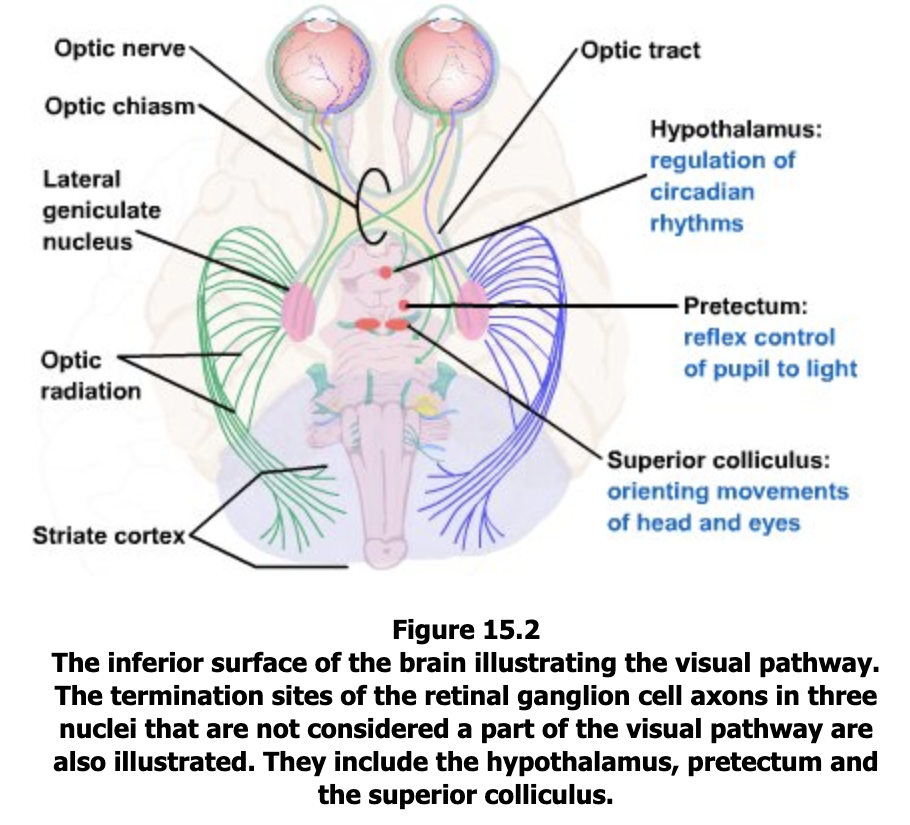 Optic nerve
Optic chiasm
Lateral
geniculate
nucleus
Optic
radiation
Striate cortex
Optic tract
Hypothalamus:
regulation of
circadian
rhythms
Pretectum:
reflex control
of pupil to light
Superior colliculus:
orienting movements
of head and eyes
Figure 15.2
The inferior surface of the brain illustrating the visual pathway.
The termination sites of the retinal ganglion cell axons in three
nuclei that are not considered a part of the visual pathway are
also illustrated. They include the hypothalamus, pretectum and
the superior colliculus.